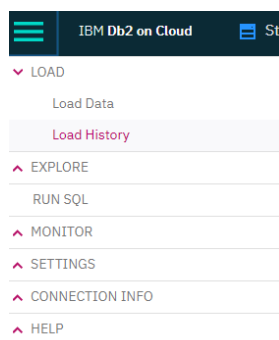 IBM Db2 on Cloud St
LOAD
Load Data
Load History
EXPLORE
RUN SQL
MONITOR
SETTINGS
CONNECTION INFO
HELP